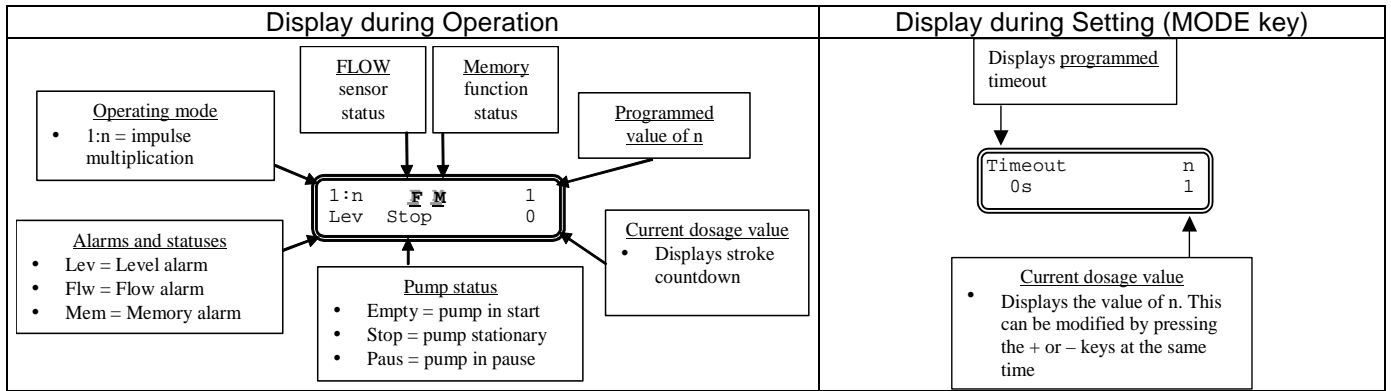 Display during Operation
Display during Setting (MODE key)
FLOW
sensor
status
Memory
function
status
Operating mode
• 1:n = impulse
multiplication
Programmed
value of n
1:n F M 1
Lev Stop 0
Alarms and statuses
• Lev = Level alarm
• Flw = Flow alarm
• Mem = Memory alarm
Pump status
• Empty = pump in start
• Stop = pump stationary
• Paus = pump in pause
Current dosage value
• Displays stroke
countdown
Displays programmed
timeout
Timeout n
0s 1
Current dosage value
• Displays the value of n. This
can be modified by pressing
the + or – keys at the same
time